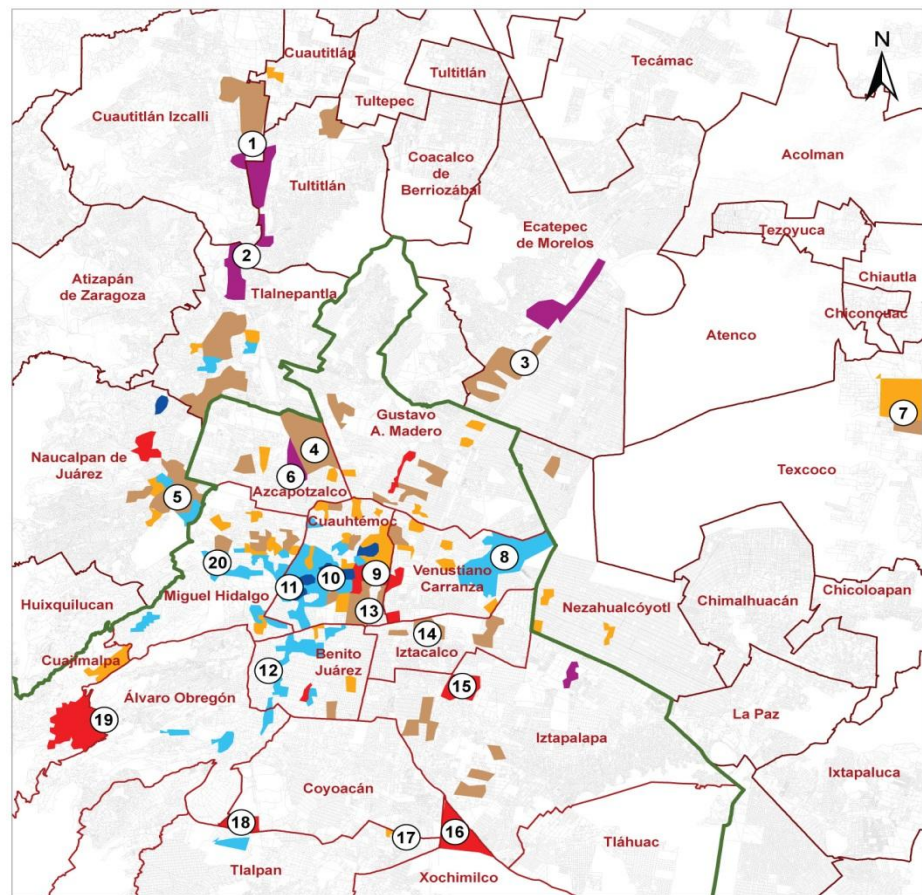 Cuautitlán
Tultitlán
Tecámac
N
Cuautitlán Izcalli
Tultepec
1
Coacalco
de
Berriozábal
Acolman
Tultitlán
Ecatepec
de Morelos
Tezoyuca
2
Atizapán
de Zaragoza
Tlalnepantla
Chiautla
Chiconcuac
Atenco
3
Gustavo
A. Madero
7
4
Naucalpan de
Juárez
6
Texcoco
5
Azcapotzalco
Cuauhtémoc
20
11
10
9
Venustiano
Carranza
8
Miguel Hidalgo
Huixquilucan
13
Nezahualcóyotl
Chimalhuacán
Chicoloapan
14
Iztacalco
Cuajimalpa
12
Benito
Juárez
15
Álvaro Obregón
19
La Paz
Iztapalapa
Ixtapaluca
Coyoacán
18
17
16
Tláhuac
Tlalpan
Xochimilco